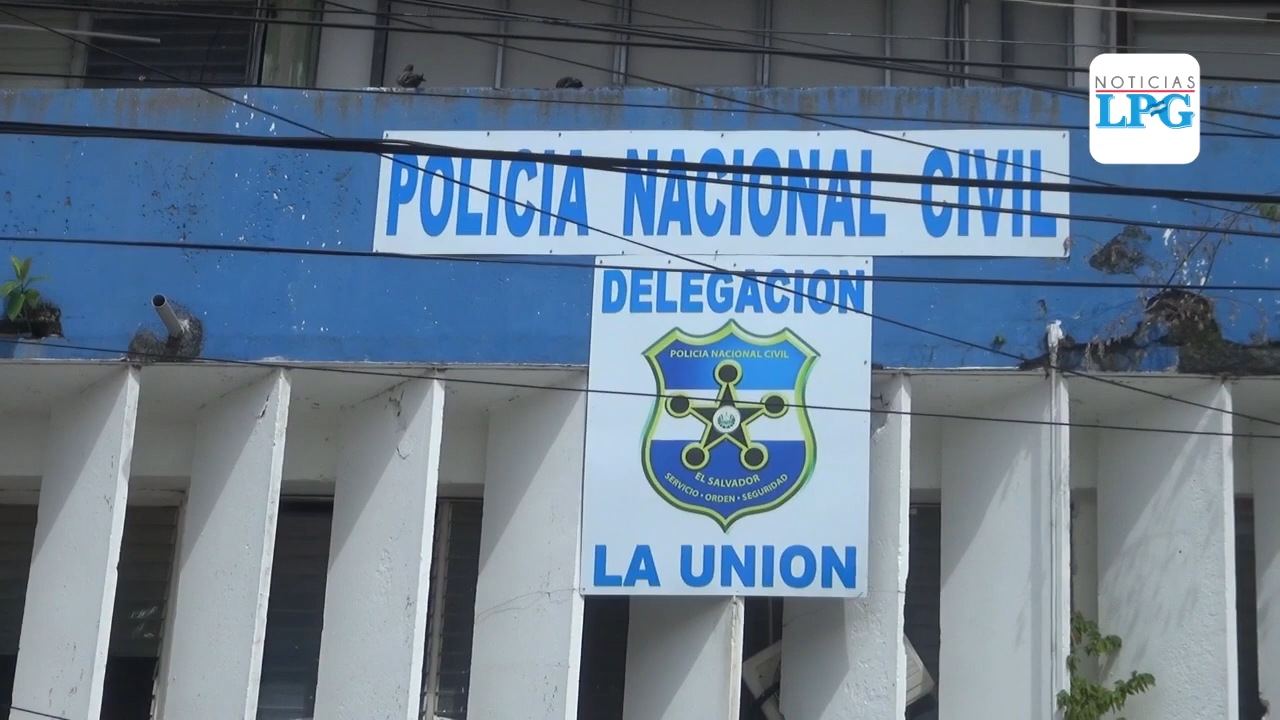 NOTICIAS
LPG
POLICIA NACIONAL CIVIL
DELEGACION
POLICIA NACIONAL CIVIL
EL SALVADOR
SERVICIO • ORDEN • SEGURIDAD
LA UNION